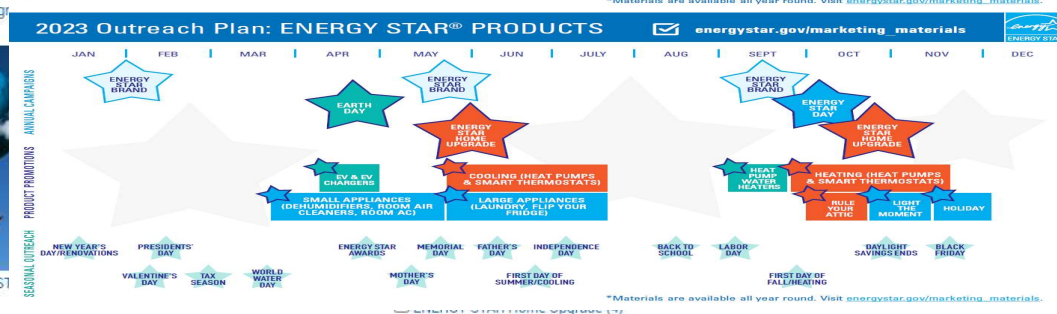 *Materials are available all year round. Visit energystar.gov/marketing_materials.
2023 Outreach Plan: ENERGY STAR® PRODUCTS
energystar.gov/marketing_materials
ENERGY STAR
JAN FEB MAR APR MAY JUN JULY AUG SEPT OCT NOV DEC
ANNUAL CAMPAIGNS
ENERGY
STAR
BRAND
EARTH
DAY
ENERGY
STAR
BRAND
ENERGY
STAR
HOME
UPGRADE
ENERGY
STAR
BRAND
ENERGY
STAR
DAY
ENERGY
STAR
HOME
UPGRADE
PRODUCT PROMOTIONS
EV & EV
CHARGERS
COOLING (HEAT PUMPS
& SMART THERMOSTATS)
HEAT
PUMP
WATER
HEATERS
HEATING (HEAT PUMPS
& SMART THERMOSTATS)
SMALL APPLIANCES
(DEHUMIDIFIERS, ROOM AIR
CLEANERS, ROOM AC)
LARGE APPLIANCES
(LAUNDRY, FLIP YOUR
FRIDGE)
RULE
YOUR
ATTIC
LIGHT
THE
MOMENT
HOLIDAY
SEASONAL OUTREACH
NEW YEAR'S
DAY/RENOVATIONS
PRESIDENTS'
DAY
ENERGY STAR
AWARDS
MEMORIAL
DAY
FATHER'S
DAY
INDEPENDENCE
DAY
BACK TO
SCHOOL
LABOR
DAY
DAYLIGHT
SAVINGS ENDS
BLACK
FRIDAY
VALENTINE'S
DAY
TAX
SEASON
WORLD
WATER
DAY
MOTHER'S
DAY
FIRST DAY OF
SUMMER/COOLING
FIRST DAY OF
FALL/HEATING
*Materials are available all year round. Visit energystar.gov/marketing_materials.